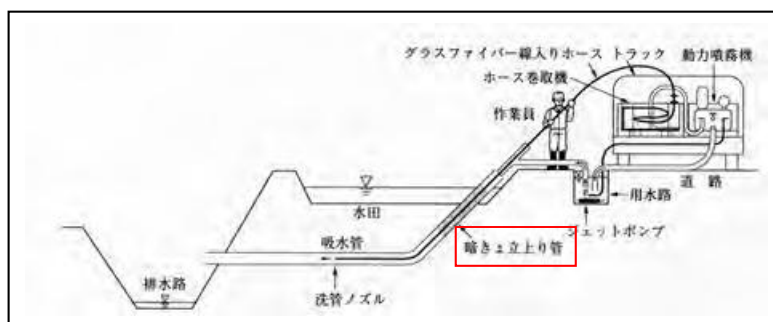 グラスファイバー線入りホース トラック 動力噴霧機
ホース巻取機
作業員
道路
用水路
水田
ジェットポンプ
吸水管
暗きょ立上り管
排水路
洗管ノズル